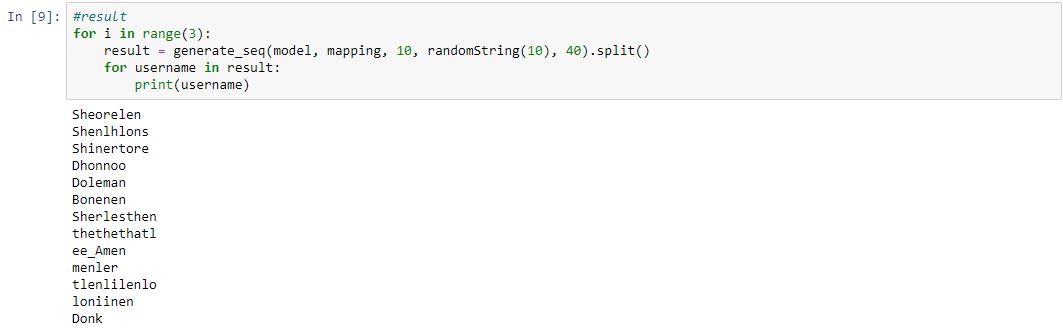 In [9]: #result
for i in range(3):
    result = generate_seq(model, mapping, 10, randomString(10), 40).split()
    for username in result:
        print(username)
Sheorelen
Shenlhlons
Shinertore
Dhonnoo
Doleman
Bonenen
Sherlesthen
thethethatl
ee_Amen
menler
tlenlilenlo
loniinen
Donk